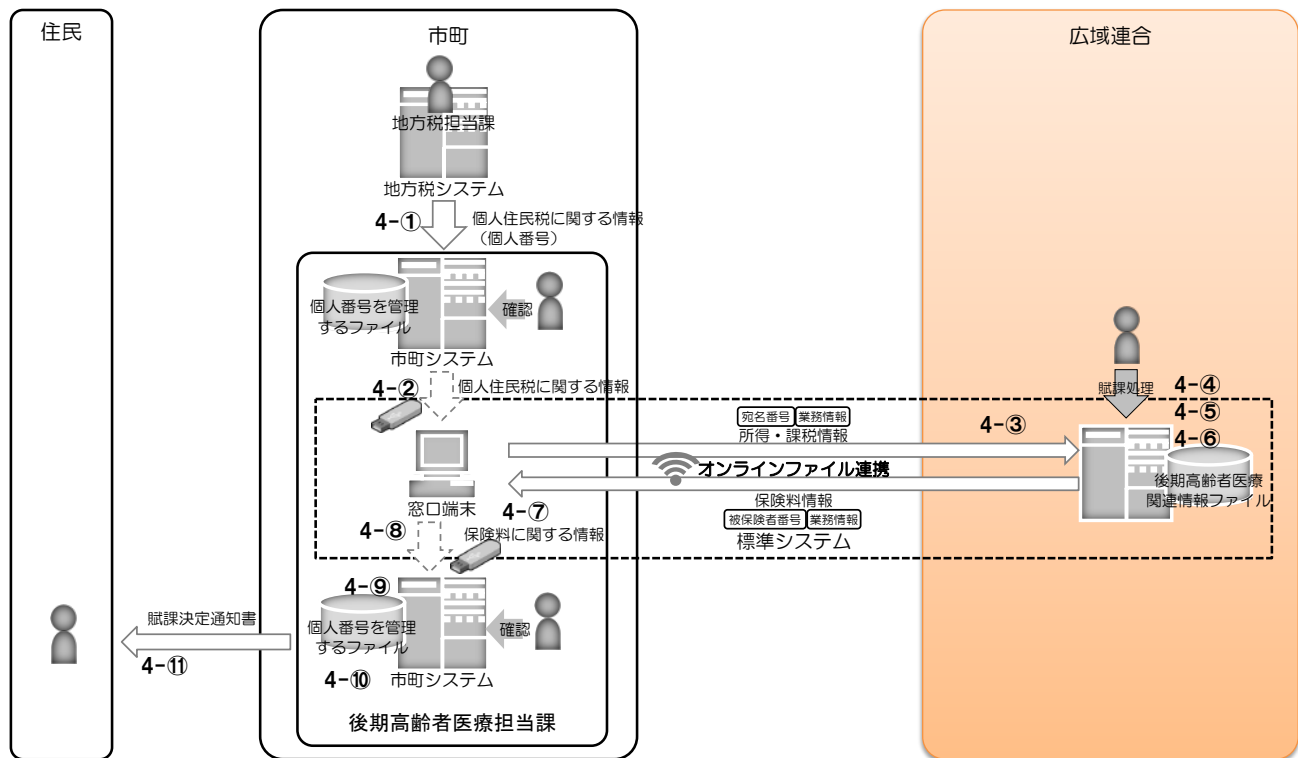 住民
市町
広域連合
地方税担当課
地方税システム
4-①
個人住民税に関する情報
（個人番号）
個人番号を管理
するファイル
確認
市町システム
4-②
個人住民税に関する情報
賦課処理
4-④
4-⑤
4-⑥
宛名番号 業務情報
所得・課税情報
4-③
オンラインファイル連携
後期高齢者医療
関連情報ファイル
窓口端末
4-⑦
保険料情報
被保険者番号 業務情報
標準システム
4-⑧
保険料に関する情報
4-⑨
個人番号を管理
するファイル
確認
4-⑩
市町システム
賦課決定通知書
4-⑪
後期高齢者医療担当課